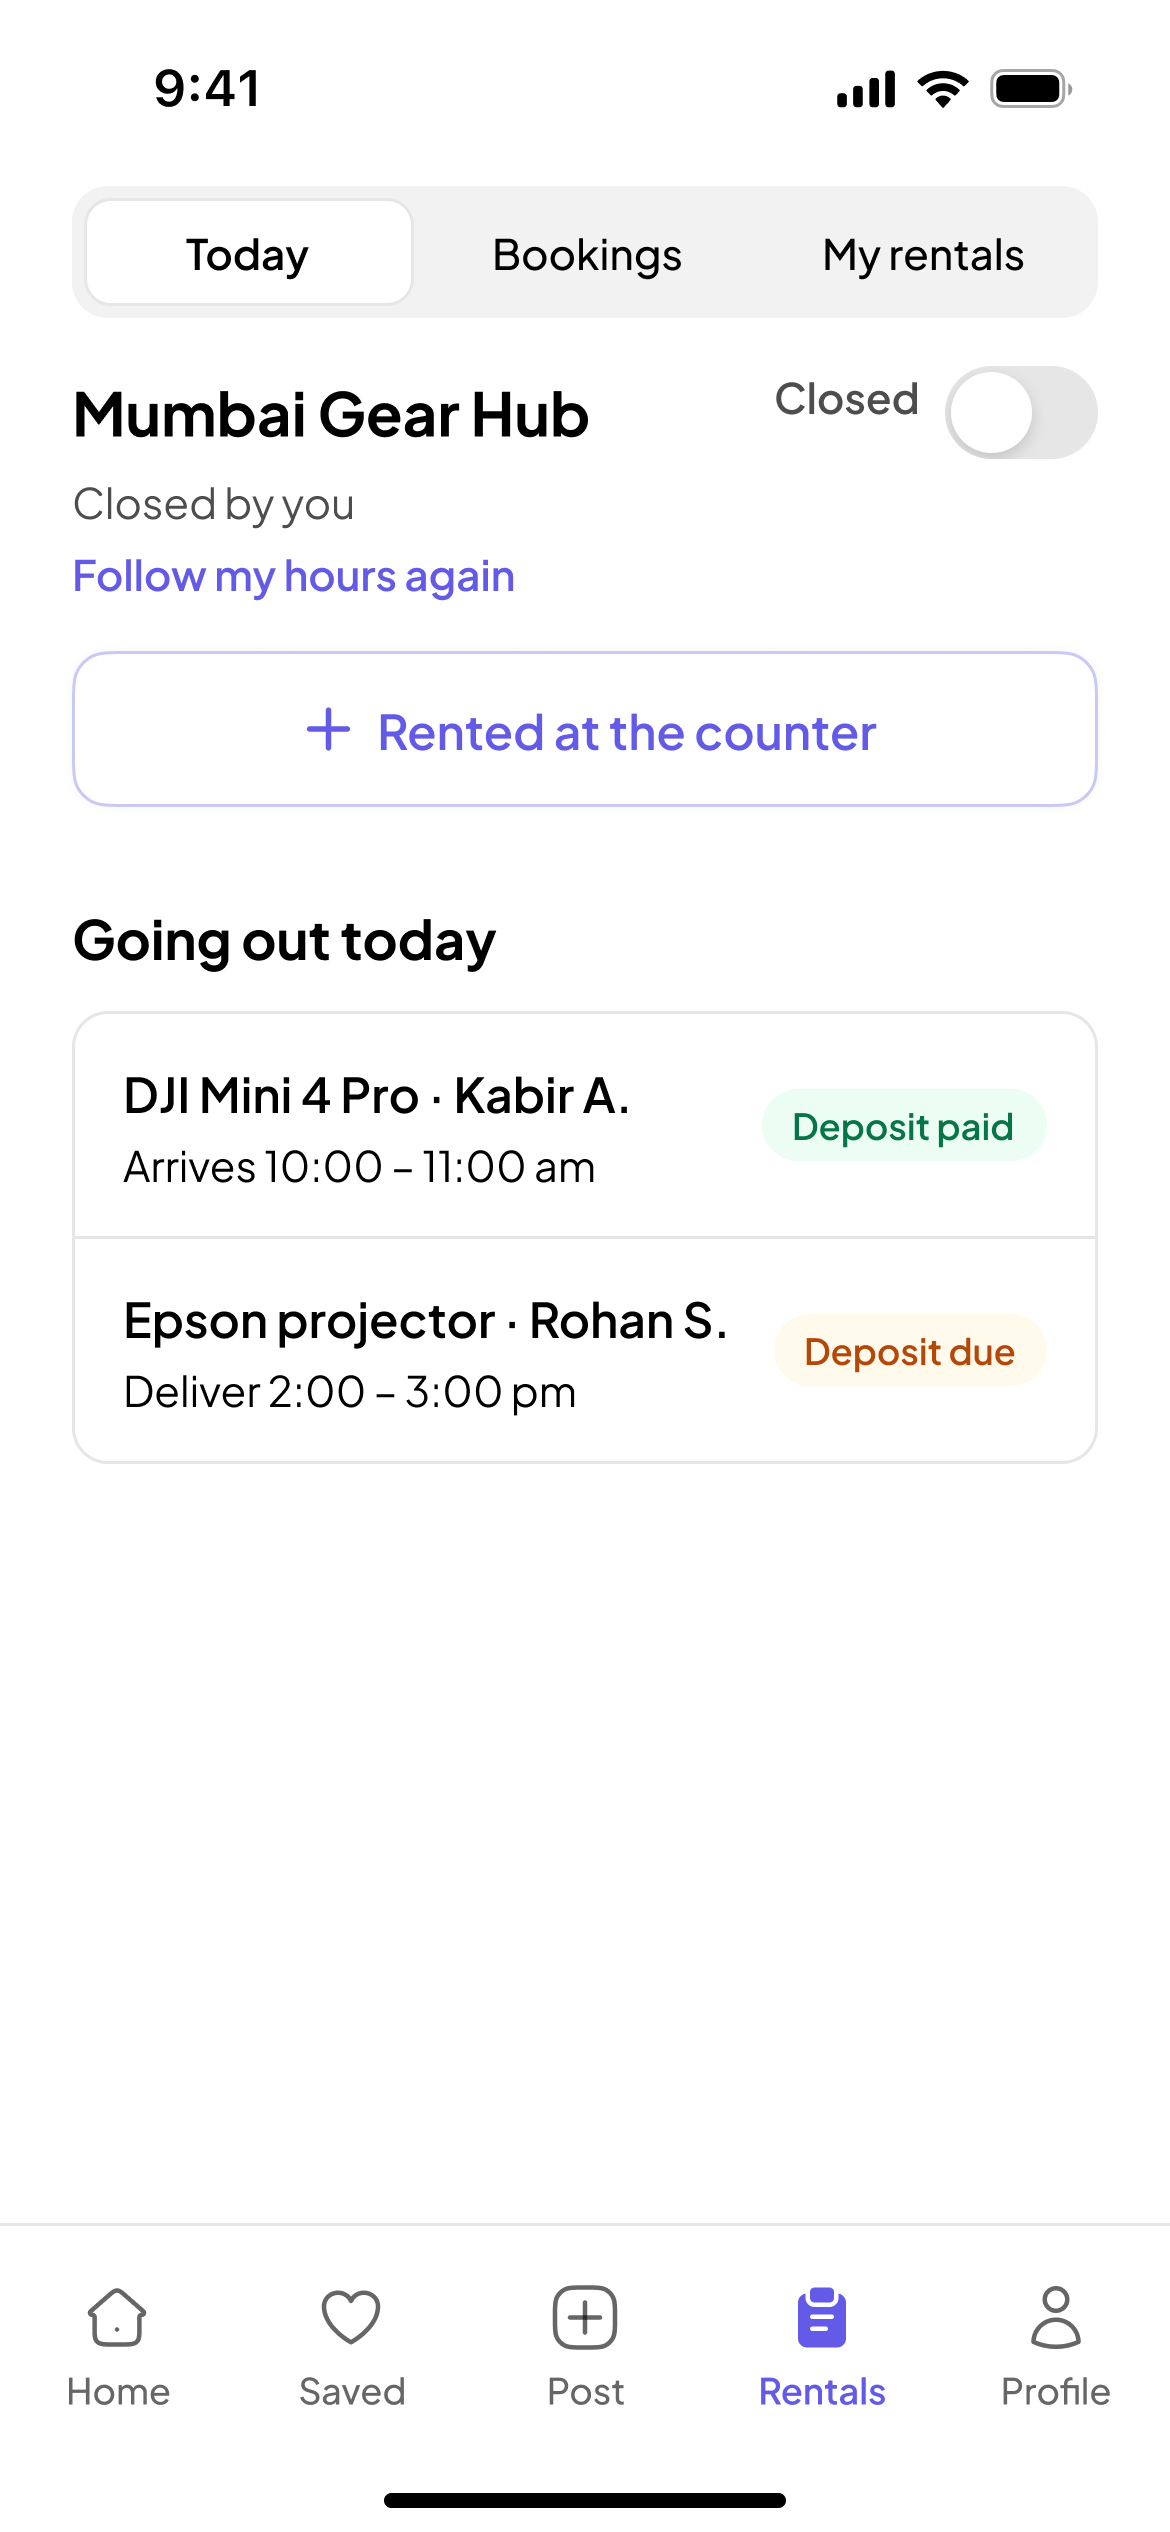 9:41
Today
Bookings
My rentals
Mumbai Gear Hub
Closed
Closed by you
Follow my hours again
Rented at the counter
Going out today
DJI Mini 4 Pro · Kabir A.
Deposit paid
Arrives 10:00 – 11:00 am
Epson projector · Rohan S.
Deposit due
Deliver 2:00 – 3:00 pm
Home
Saved
Post
Rentals
Profile